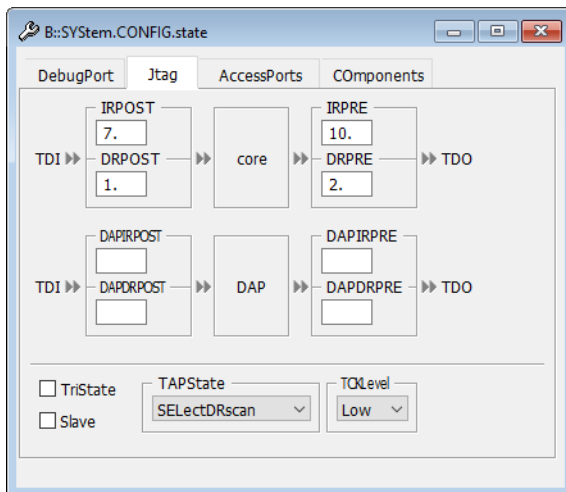 B::SYStem.CONFIG.state
DebugPort Jtag AccessPorts COmponents
IRPOST IRPRE
7. 10.
TDI DRPOST core DRPRE TDO
1. 2.
DAPIRPOST DAPIRPRE
TDI DAPDRPOST DAP DAPDRPRE TDO
TriState TAPState TCKLevel
Slave SELectDRscan Low